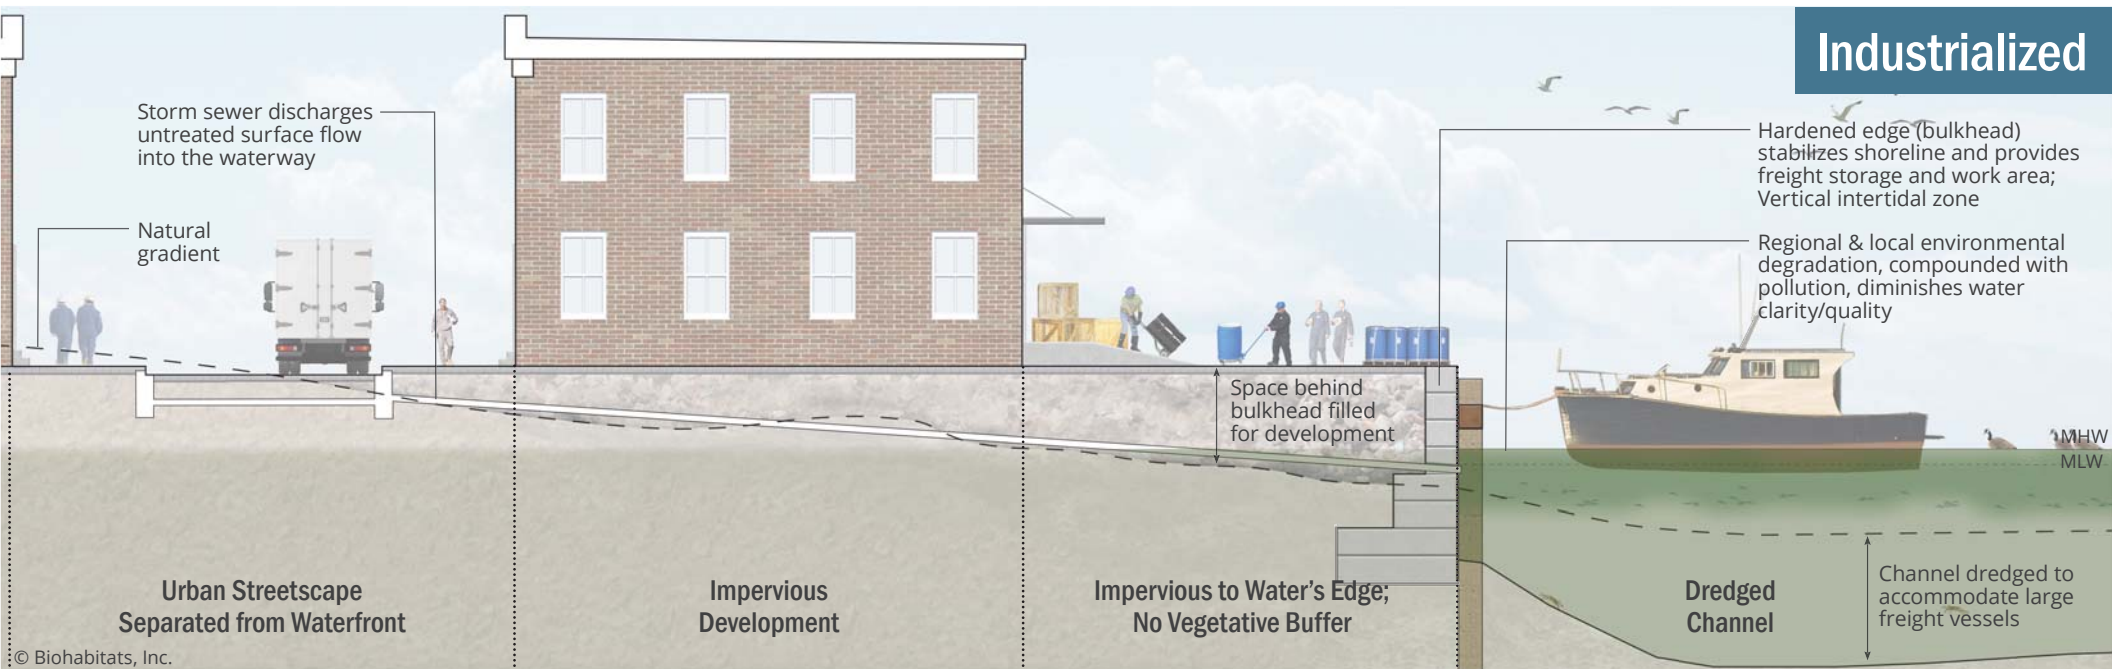 Industrialized
Storm sewer discharges
untreated surface flow
into the waterway
Natural
gradient
Hardened edge (bulkhead)
stabilizes shoreline and provides
freight storage and work area;
Vertical intertidal zone
Regional & local environmental
degradation, compounded with
pollution, diminishes water
clarity/quality
Space behind
bulkhead filled
for development
MHW
MLW
Urban Streetscape
Separated from Waterfront
Impervious
Development
Impervious to Water's Edge;
No Vegetative Buffer
Dredged
Channel
Channel dredged to
accommodate large
freight vessels
© Biohabitats, Inc.